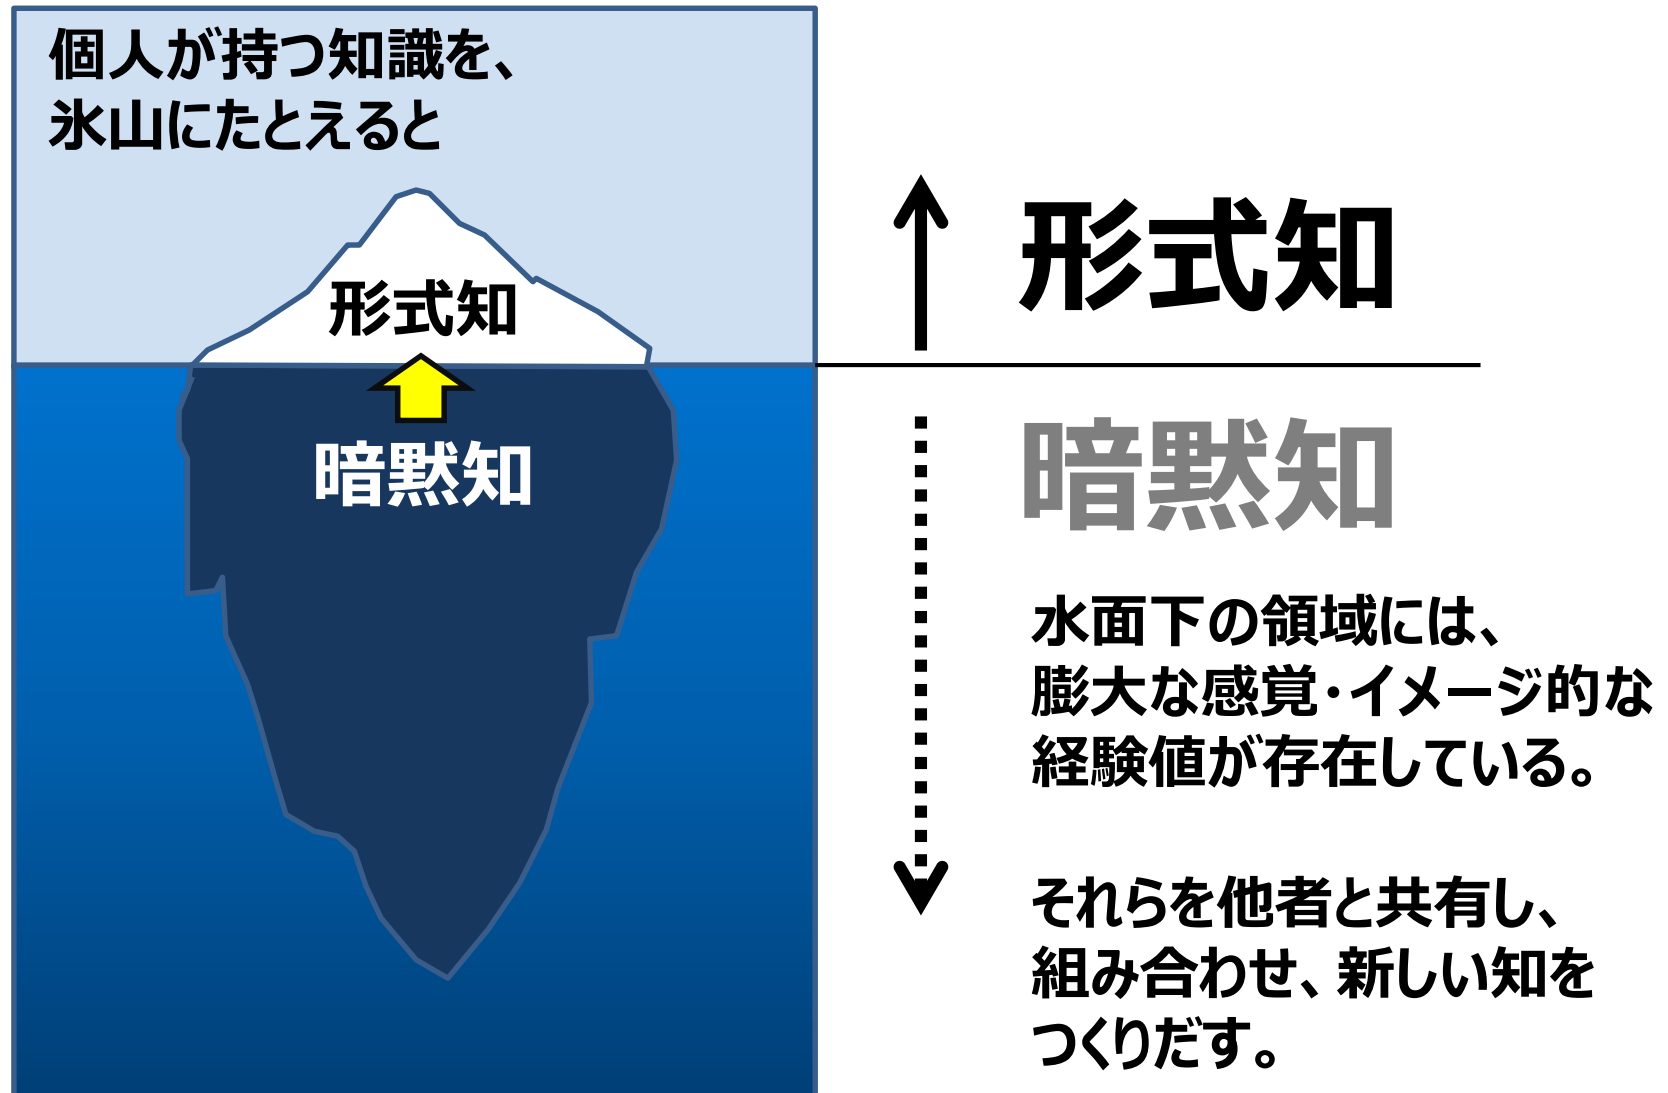 個人が持つ知識を、
氷山にたとえると
形式知
暗黙知
形式知
暗黙知
水面下の領域には、
膨大な感覚・イメージ的な
経験値が存在している。
それらを他者と共有し、
組み合わせ、新しい知を
つくりだす。